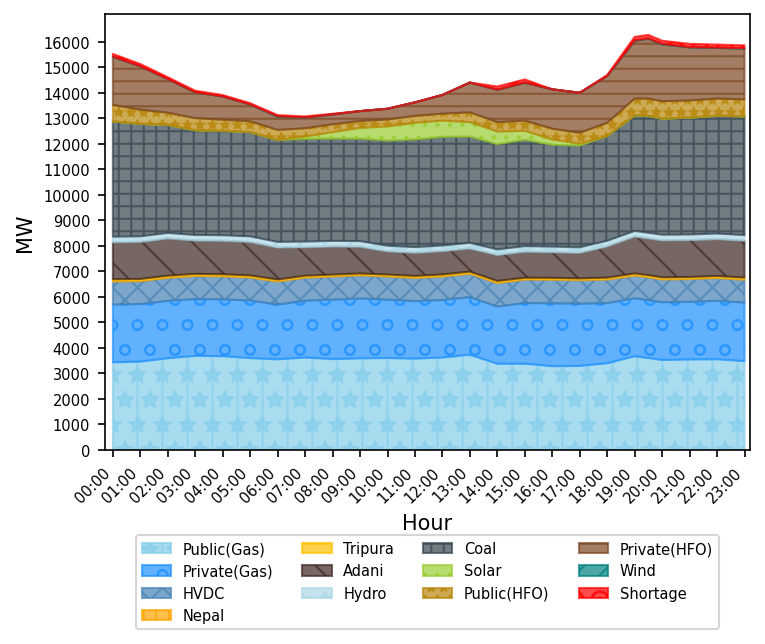 MW
16000
15000
14000
13000
12000
11000
10000
9000
8000
7000
6000
5000
4000
3000
2000
1000
0
00:00 01:00 02:00 03:00 04:00 05:00 06:00 07:00 08:00 09:00 10:00 11:00 12:00 13:00 14:00 15:00 16:00 17:00 18:00 19:00 20:00 21:00 22:00 23:00
Hour
Public(Gas) Tripura Coal Private(HFO)
Private(Gas) Adani Solar Wind
HVDC Hydro Public(HFO) Shortage
Nepal